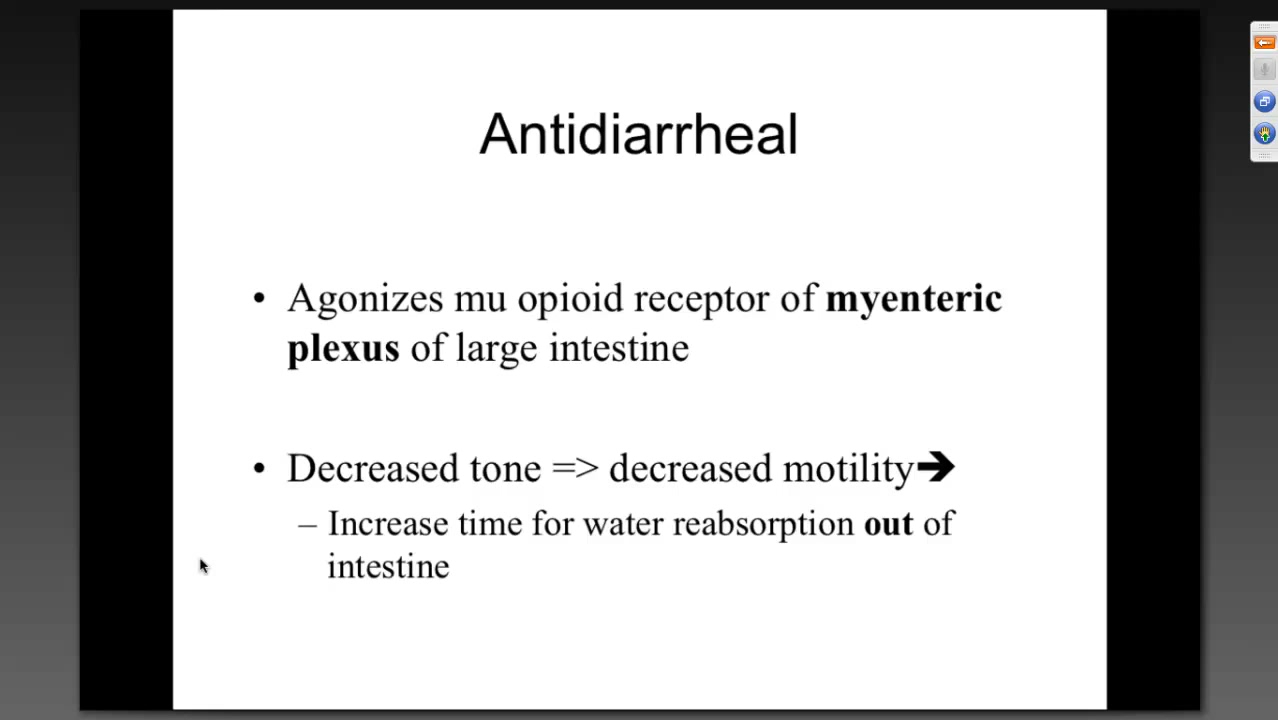 Antidiarrheal
• Agonizes mu opioid receptor of myenteric
plexus of large intestine
• Decreased tone => decreased motility➔
– Increase time for water reabsorption out of
intestine